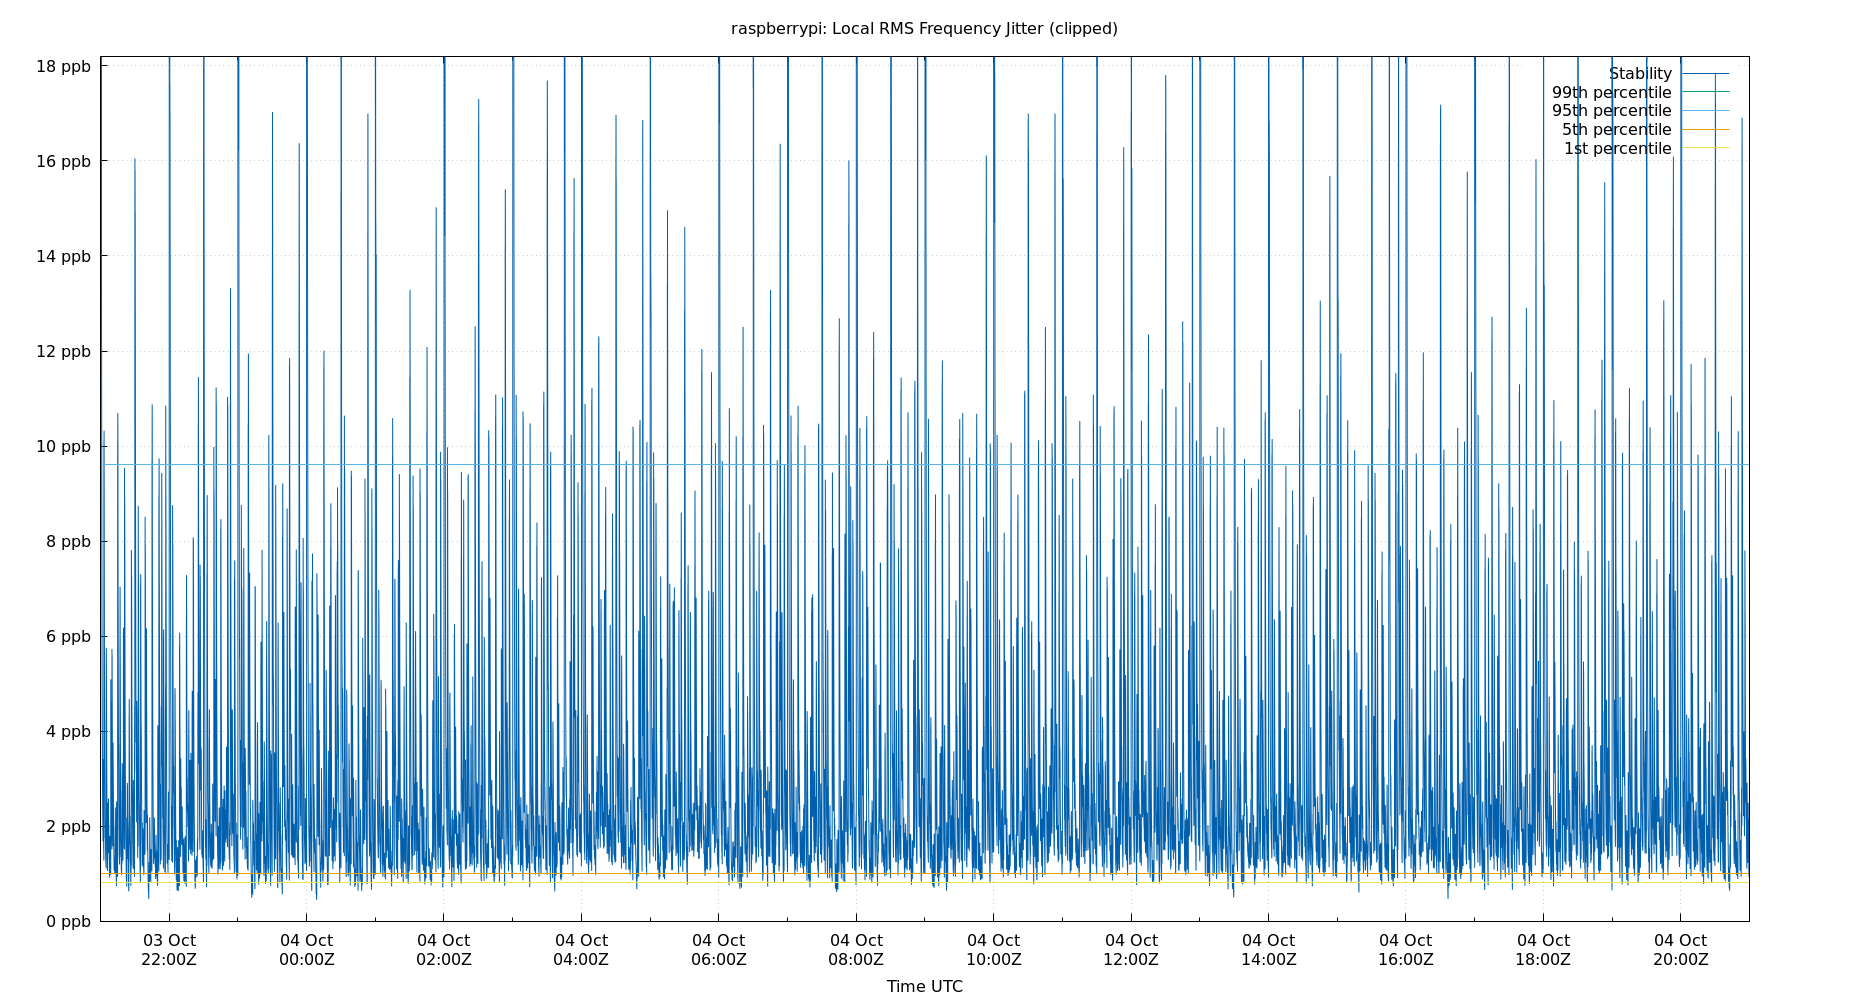 raspberrypi: Local RMS Frequency Jitter (clipped)
18 ppb
16 ppb
14 ppb
12 ppb
10 ppb
8 ppb
6 ppb
4 ppb
2 ppb
0 ppb
Stability
99th percentile
95th percentile
5th percentile
1st percentile
03 Oct 04 Oct 04 Oct 04 Oct 04 Oct 04 Oct 04 Oct 04 Oct 04 Oct 04 Oct 04 Oct 04 Oct
22:00Z 00:00Z 02:00Z 04:00Z 06:00Z 08:00Z 10:00Z 12:00Z 14:00Z 16:00Z 18:00Z 20:00Z
Time UTC